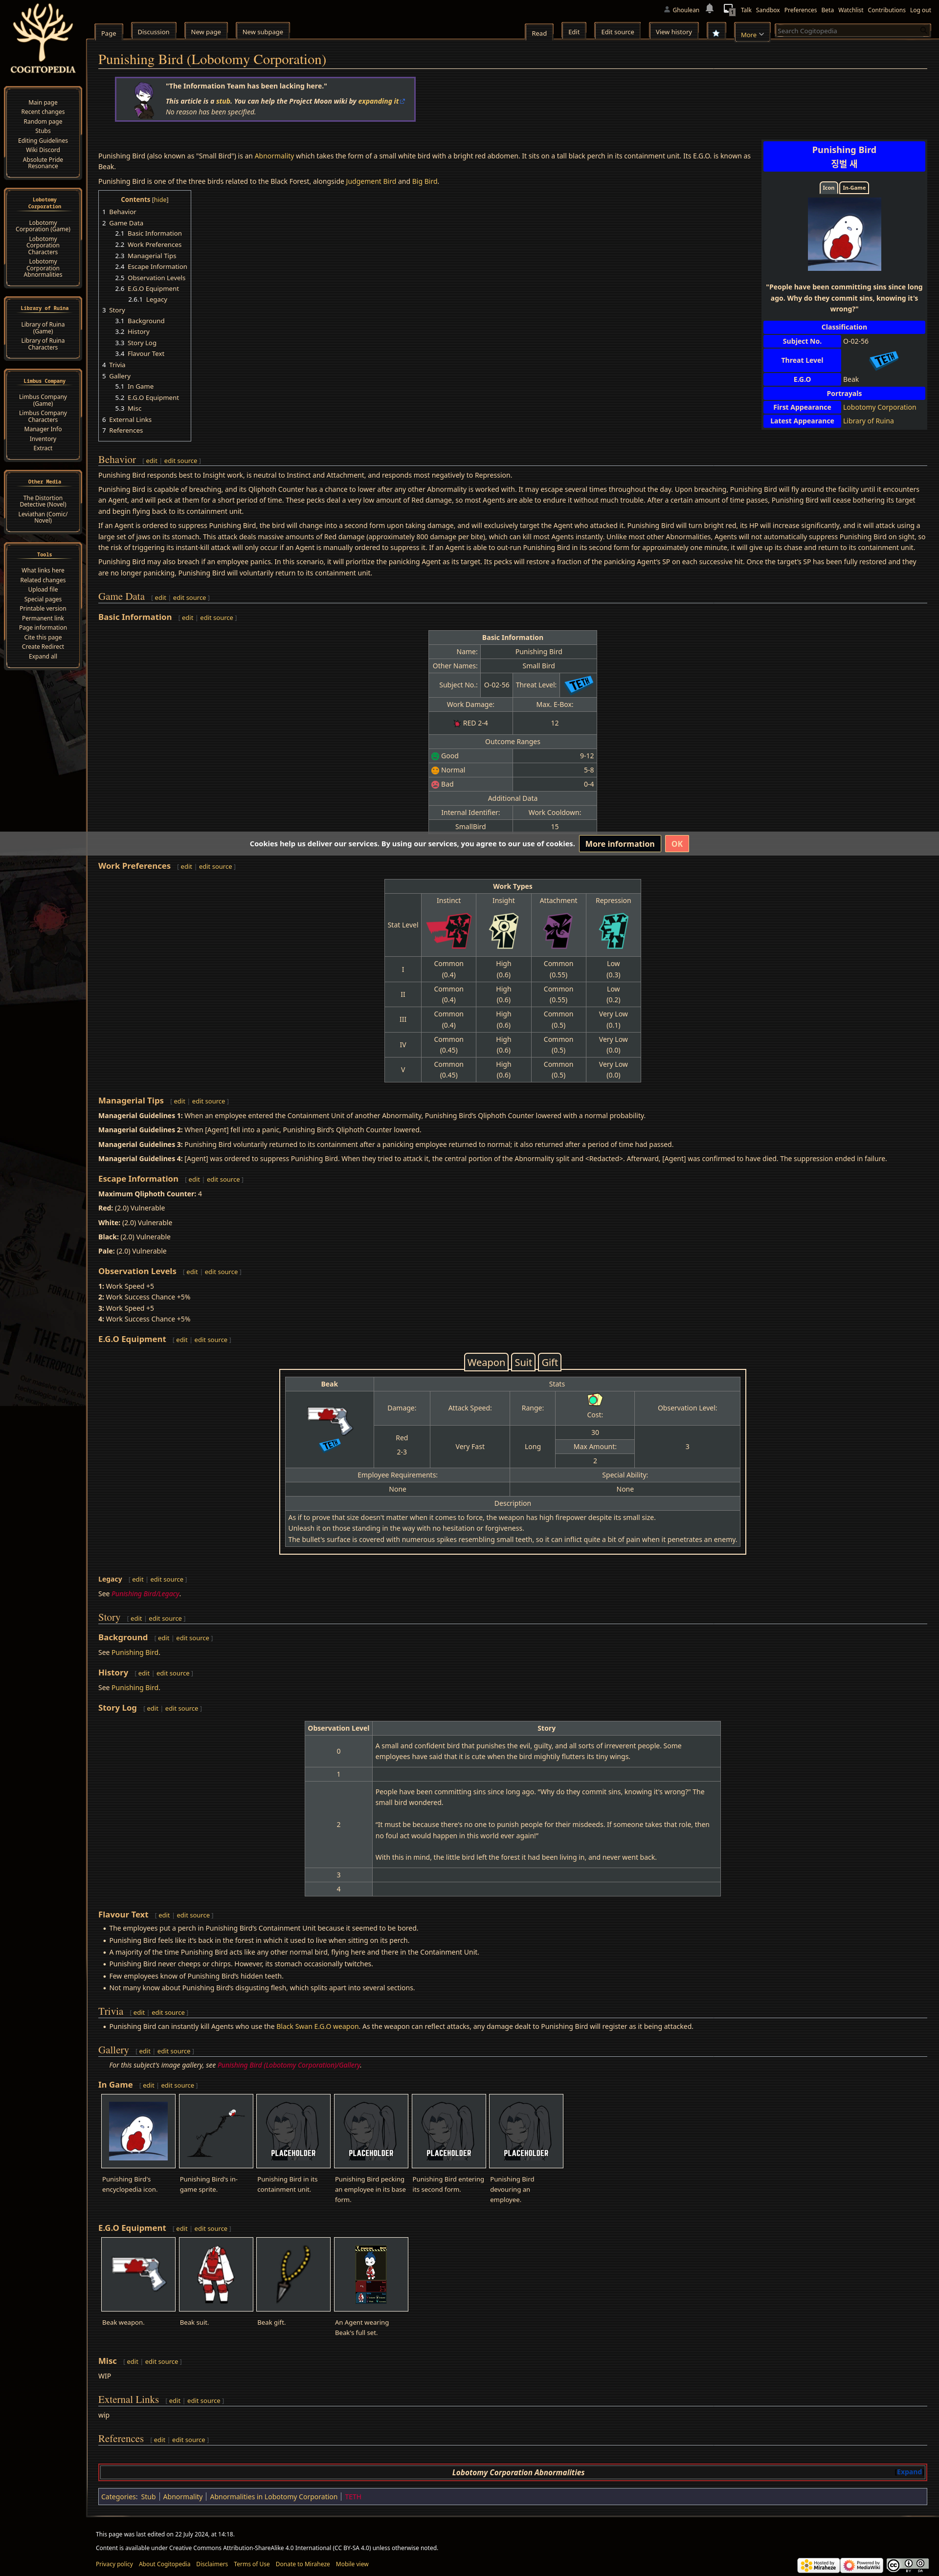 Ghoulean Talk Sandbox Preferences Beta Watchlist Contributions Log out
Page Discussion New page New subpage Read Edit Edit source View history More Search Cogitopedia
COGITOPEDIA
Main page
Recent changes
Random page
Stubs
Editing Guidelines
Wiki Discord
Absolute Pride
Resonance
Lobotomy
Corporation
Lobotomy
Corporation (Game)
Lobotomy
Corporation
Characters
Lobotomy
Corporation
Abnormalities
Library of Ruina
Library of Ruina
(Game)
Library of Ruina
Characters
Limbus Company
Limbus Company
(Game)
Limbus Company
Characters
Manager Info
Inventory
Extract
Other Media
The Distortion
Detective (Novel)
Leviathan (Comic/
Novel)
Tools
What links here
Related changes
Upload file
Special pages
Printable version
Permanent link
Page information
Cite this page
Create Redirect
Expand all
Punishing Bird (Lobotomy Corporation)
"The Information Team has been lacking here."
This article is a stub. You can help the Project Moon wiki by expanding it
No reason has been specified.
Punishing Bird (also known as "Small Bird") is an Abnormality which takes the form of a small white bird with a bright red abdomen. It sits on a tall black perch in its containment unit. Its E.G.O. is known as
Beak.
Punishing Bird is one of the three birds related to the Black Forest, alongside Judgement Bird and Big Bird.
Punishing Bird
징벌 새
Icon In-Game
"People have been committing sins since long
ago. Why do they commit sins, knowing it's
wrong?"
Classification
Subject No. O-02-56
Threat Level TETH
E.G.O Beak
Portrayals
First Appearance Lobotomy Corporation
Latest Appearance Library of Ruina
Contents [hide]
1 Behavior
2 Game Data
2.1 Basic Information
2.2 Work Preferences
2.3 Managerial Tips
2.4 Escape Information
2.5 Observation Levels
2.6 E.G.O Equipment
2.6.1 Legacy
3 Story
3.1 Background
3.2 History
3.3 Story Log
3.4 Flavour Text
4 Trivia
5 Gallery
5.1 In Game
5.2 E.G.O Equipment
5.3 Misc
6 External Links
7 References
Behavior [ edit | edit source ]
Punishing Bird responds best to Insight work, is neutral to Instinct and Attachment, and responds most negatively to Repression.
Punishing Bird is capable of breaching, and its Qliphoth Counter has a chance to lower after any other Abnormality is worked with. It may escape several times throughout the day. Upon breaching, Punishing Bird will fly around the facility until it encounters
an Agent, and will peck at them for a short period of time. These pecks deal a very low amount of Red damage, so most Agents are able to endure it without much trouble. After a certain amount of time passes, Punishing Bird will cease bothering its target
and begin flying back to its containment unit.
If an Agent is ordered to suppress Punishing Bird, the bird will change into a second form upon taking damage, and will exclusively target the Agent who attacked it. Punishing Bird will turn bright red, its HP will increase significantly, and it will attack using a
large set of jaws on its stomach. This attack deals massive amounts of Red damage (approximately 800 damage per bite), which can kill most Agents instantly. Unlike most other Abnormalities, Agents will not automatically suppress Punishing Bird on sight, so
the risk of triggering its instant-kill attack will only occur if an Agent is manually ordered to suppress it. If an Agent is able to out-run Punishing Bird in its second form for approximately one minute, it will give up its chase and return to its containment unit.
Punishing Bird may also breach if an employee panics. In this scenario, it will prioritize the panicking Agent as its target. Its pecks will restore a fraction of the panicking Agent's SP on each successive hit. Once the target's SP has been fully restored and they
are no longer panicking, Punishing Bird will voluntarily return to its containment unit.
Game Data [ edit | edit source ]
Basic Information [ edit | edit source ]
Basic Information
Name: Punishing Bird
Other Names: Small Bird
Subject No.: O-02-56 Threat Level: TETH
Work Damage: Max. E-Box:
RED 2-4 12
Outcome Ranges
Good 9-12
Normal 5-8
Bad 0-4
Additional Data
Internal Identifier: Work Cooldown:
SmallBird 15
Cookies help us deliver our services. By using our services, you agree to our use of cookies. More information OK
Work Preferences [ edit | edit source ]
Work Types
Stat Level Instinct Insight Attachment Repression
I Common (0.4) High (0.6) Common (0.55) Low (0.3)
II Common (0.4) High (0.6) Common (0.55) Low (0.2)
III Common (0.4) High (0.6) Common (0.5) Very Low (0.1)
IV Common (0.45) High (0.6) Common (0.5) Very Low (0.0)
V Common (0.45) High (0.6) Common (0.5) Very Low (0.0)
Managerial Tips [ edit | edit source ]
Managerial Guidelines 1: When an employee entered the Containment Unit of another Abnormality, Punishing Bird's Qliphoth Counter lowered with a normal probability.
Managerial Guidelines 2: When [Agent] fell into a panic, Punishing Bird's Qliphoth Counter lowered.
Managerial Guidelines 3: Punishing Bird voluntarily returned to its containment after a panicking employee returned to normal; it also returned after a period of time had passed.
Managerial Guidelines 4: [Agent] was ordered to suppress Punishing Bird. When they tried to attack it, the central portion of the Abnormality split and <Redacted>. Afterward, [Agent] was confirmed to have died. The suppression ended in failure.
Escape Information [ edit | edit source ]
Maximum Qliphoth Counter: 4
Red: (2.0) Vulnerable
White: (2.0) Vulnerable
Black: (2.0) Vulnerable
Pale: (2.0) Vulnerable
Observation Levels [ edit | edit source ]
1: Work Speed +5
2: Work Success Chance +5%
3: Work Speed +5
4: Work Success Chance +5%
E.G.O Equipment [ edit | edit source ]
Weapon Suit Gift
Beak Stats
TETH
Damage: Attack Speed: Range: Cost: Observation Level:
Red 2-3 Very Fast Long 30 3
Max Amount:
2
Employee Requirements: Special Ability:
None None
Description
As if to prove that size doesn't matter when it comes to force, the weapon has high firepower despite its small size.
Unleash it on those standing in the way with no hesitation or forgiveness.
The bullet's surface is covered with numerous spikes resembling small teeth, so it can inflict quite a bit of pain when it penetrates an enemy.
Legacy [ edit | edit source ]
See Punishing Bird/Legacy.
Story [ edit | edit source ]
Background [ edit | edit source ]
See Punishing Bird.
History [ edit | edit source ]
See Punishing Bird.
Story Log [ edit | edit source ]
Observation Level Story
0 A small and confident bird that punishes the evil, guilty, and all sorts of irreverent people. Some
employees have said that it is cute when the bird mightily flutters its tiny wings.
1
2 People have been committing sins since long ago. "Why do they commit sins, knowing it's wrong?" The
small bird wondered.
"It must be because there's no one to punish people for their misdeeds. If someone takes that role, then
no foul act would happen in this world ever again!"
With this in mind, the little bird left the forest it had been living in, and never went back.
3
4
Flavour Text [ edit | edit source ]
• The employees put a perch in Punishing Bird's Containment Unit because it seemed to be bored.
• Punishing Bird feels like it's back in the forest in which it used to live when sitting on its perch.
• A majority of the time Punishing Bird acts like any other normal bird, flying here and there in the Containment Unit.
• Punishing Bird never cheeps or chirps. However, its stomach occasionally twitches.
• Few employees know of Punishing Bird's hidden teeth.
• Not many know about Punishing Bird's disgusting flesh, which splits apart into several sections.
Trivia [ edit | edit source ]
• Punishing Bird can instantly kill Agents who use the Black Swan E.G.O weapon. As the weapon can reflect attacks, any damage dealt to Punishing Bird will register as it being attacked.
Gallery [ edit | edit source ]
For this subject's image gallery, see Punishing Bird (Lobotomy Corporation)/Gallery.
In Game [ edit | edit source ]
PLACEHOLDER PLACEHOLDER PLACEHOLDER PLACEHOLDER
Punishing Bird's
encyclopedia icon.
Punishing Bird's in-
game sprite.
Punishing Bird in its
containment unit.
Punishing Bird pecking
an employee in its base
form.
Punishing Bird entering
its second form.
Punishing Bird
devouring an
employee.
E.G.O Equipment [ edit | edit source ]
Beak weapon.
Beak suit.
Beak gift.
An Agent wearing
Beak's full set.
Misc [ edit | edit source ]
WIP
External Links [ edit | edit source ]
wip
References [ edit | edit source ]
Lobotomy Corporation Abnormalities Expand
Categories: Stub | Abnormality | Abnormalities in Lobotomy Corporation | TETH
This page was last edited on 22 July 2024, at 14:18.
Content is available under Creative Commons Attribution-ShareAlike 4.0 International (CC BY-SA 4.0) unless otherwise noted.
Privacy policy About Cogitopedia Disclaimers Terms of Use Donate to Miraheze Mobile view
Hosted by Miraheze Powered by MediaWiki